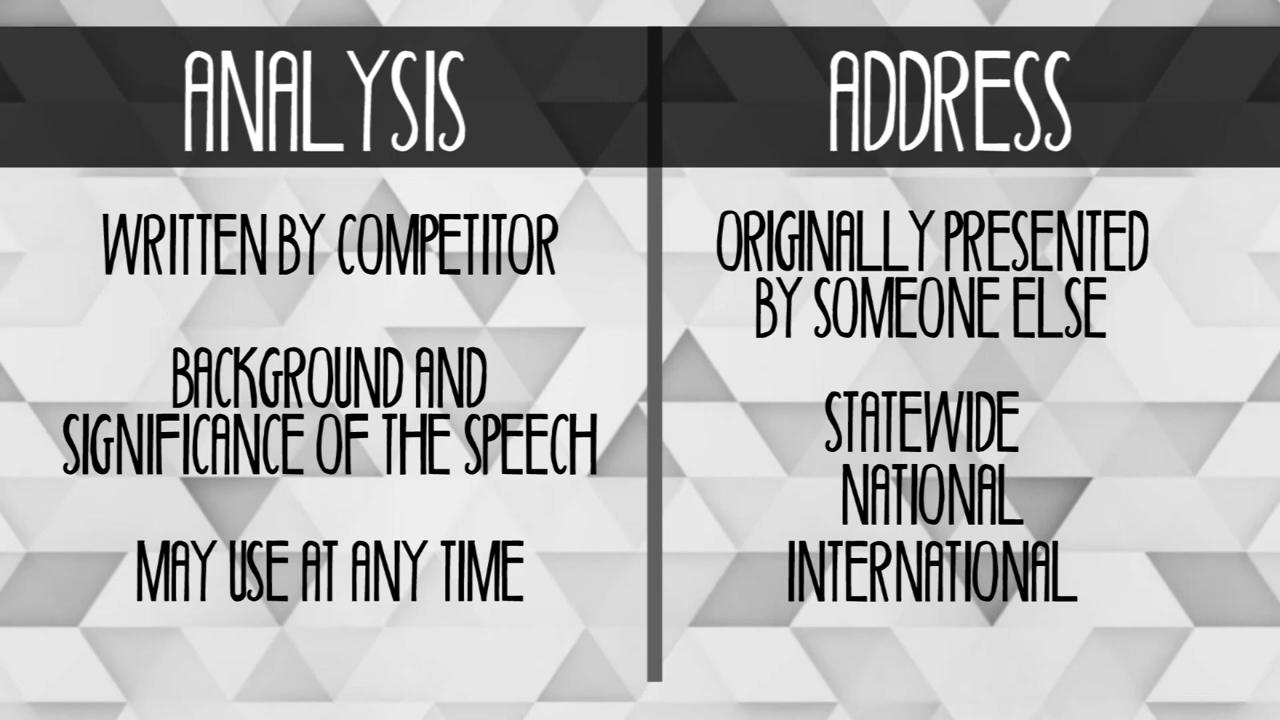 ANALYSIS
WRITTEN BY COMPETITOR
BACKGROUND AND
SIGNIFICANCE OF THE SPEECH
MAY USE AT ANY TIME
ADDRESS
ORIGINALLY PRESENTED
BY SOMEONE ELSE
STATEWIDE
NATIONAL
INTERNATIONAL